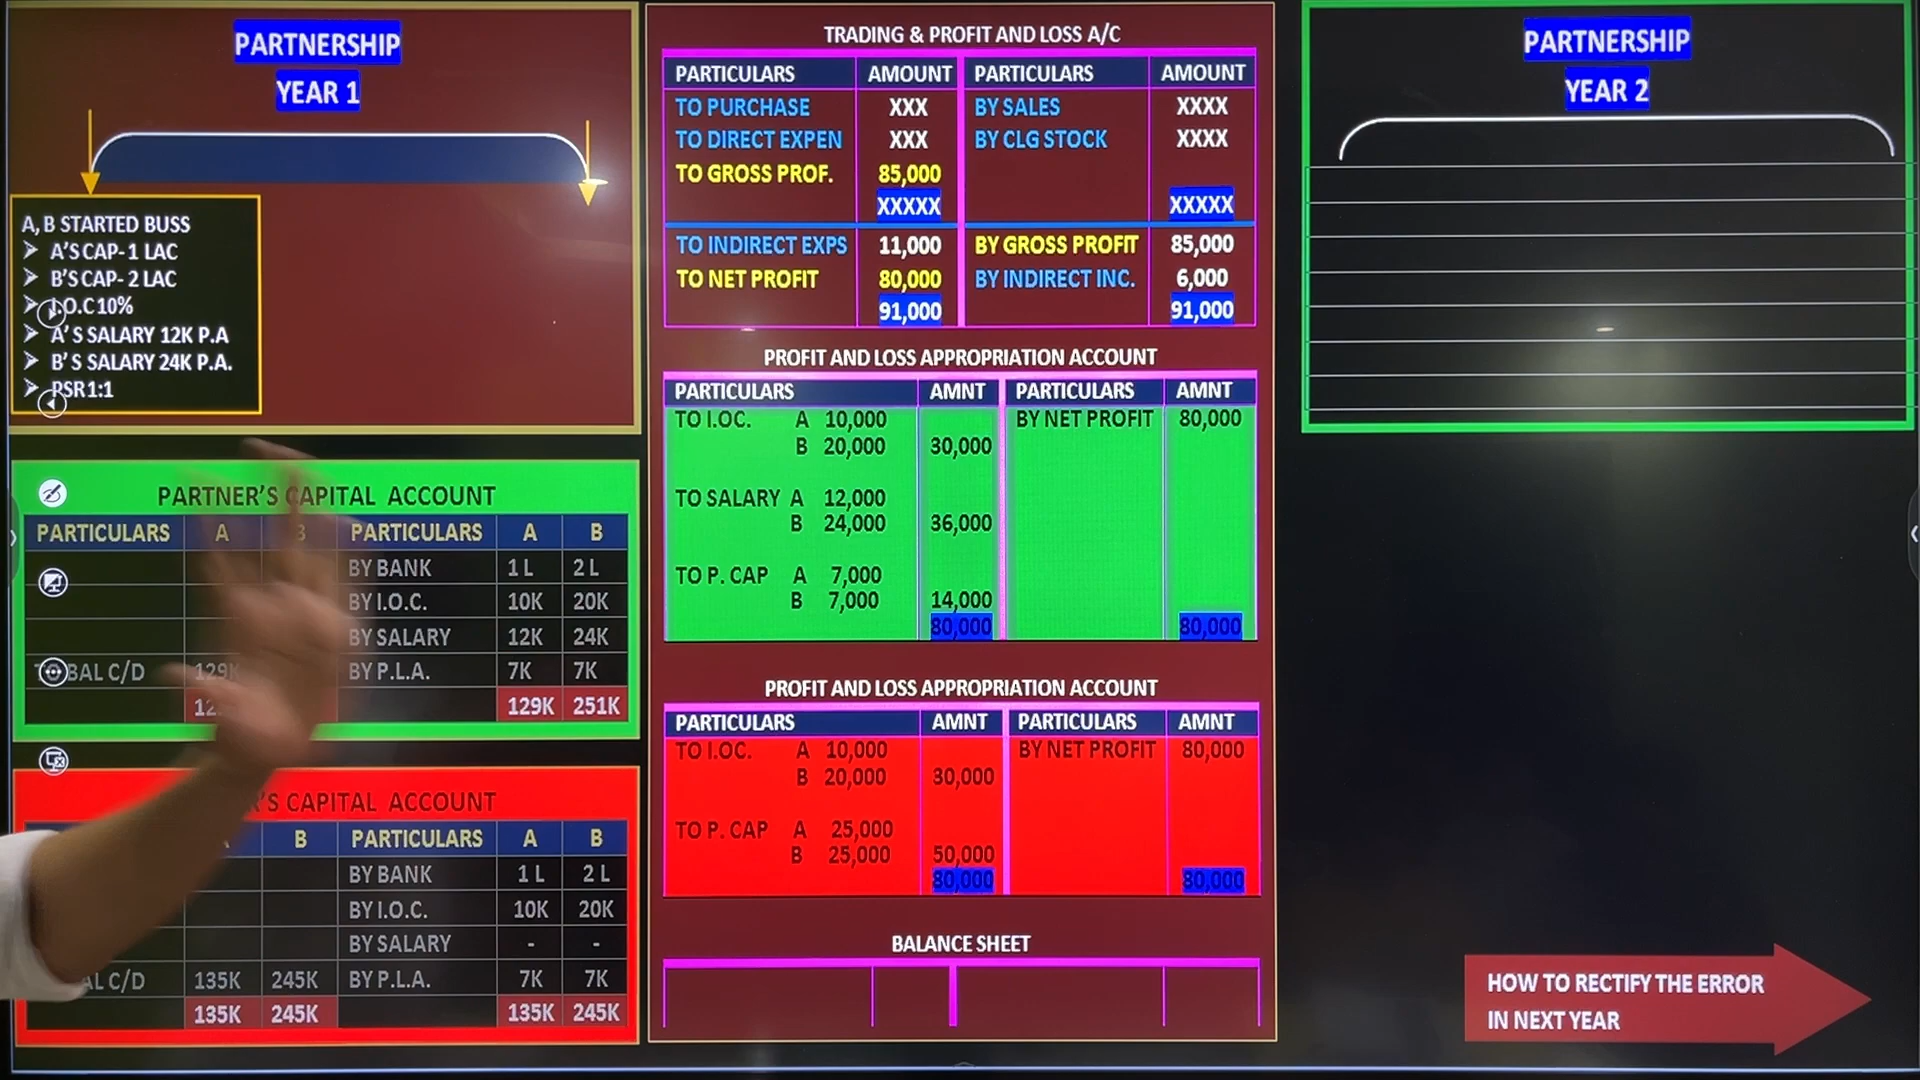 PARTNERSHIP
YEAR 1
A, B STARTED BUSS
A'S CAP- 1 LAC
B'S CAP- 2 LAC
I.O.C 10%
A'S SALARY 12K P.A
B'S SALARY 24K P.A.
PSR 1:1
PARTNER'S CAPITAL ACCOUNT
PARTICULARS A B PARTICULARS A B
BY BANK 1 L 2 L
BY I.O.C. 10K 20K
BY SALARY 12K 24K
BAL C/D 129K BY P.L.A. 7K 7K
129K 251K
'S CAPITAL ACCOUNT
B PARTICULARS A B
BY BANK 1 L 2 L
BY I.O.C. 10K 20K
BY SALARY - -
AL C/D 135K 245K BY P.L.A. 7K 7K
135K 245K 135K 245K
TRADING & PROFIT AND LOSS A/C
PARTICULARS AMOUNT PARTICULARS AMOUNT
TO PURCHASE XXX BY SALES XXXX
TO DIRECT EXPEN XXX BY CLG STOCK XXXX
TO GROSS PROF. 85,000
XXXXX XXXXX
TO INDIRECT EXPS 11,000 BY GROSS PROFIT 85,000
TO NET PROFIT 80,000 BY INDIRECT INC. 6,000
91,000 91,000
PROFIT AND LOSS APPROPRIATION ACCOUNT
PARTICULARS AMNT PARTICULARS AMNT
TO I.OC. A 10,000 BY NET PROFIT 80,000
B 20,000 30,000
TO SALARY A 12,000
B 24,000 36,000
TO P. CAP A 7,000
B 7,000 14,000
80,000 80,000
PROFIT AND LOSS APPROPRIATION ACCOUNT
PARTICULARS AMNT PARTICULARS AMNT
TO I.OC. A 10,000 BY NET PROFIT 80,000
B 20,000 30,000
TO P. CAP A 25,000
B 25,000 50,000
80,000 80,000
BALANCE SHEET
PARTNERSHIP
YEAR 2
HOW TO RECTIFY THE ERROR
IN NEXT YEAR